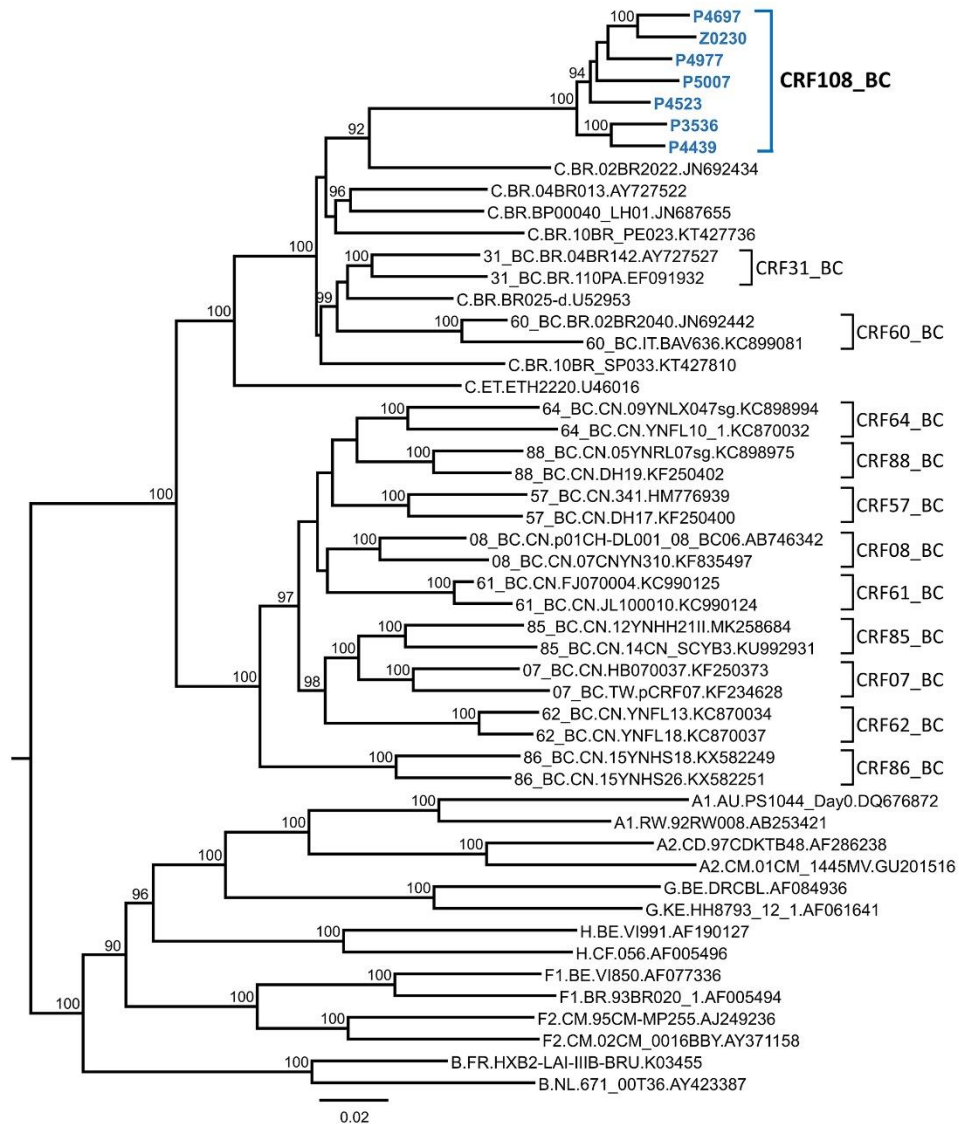 100
P4697
Z0230
P4977
94
P5007
CRF108_BC
100
P4523
100
P3536
92
P4439
C.BR.02BR2022.JN692434
96
C.BR.04BR013.AY727522
C.BR.BP00040_LH01.JN687655
C.BR.10BR_PE023.KT427736
100
100
31_BC.BR.04BR142.AY727527
31_BC.BR.110PA.EF091932
CRF31_BC
99
C.BR.BR025-d.U52953
100
60_BC.BR.02BR2040.JN692442
60_BC.IT.BAV636.KC899081
CRF60_BC
100
C.BR.10BR_SP033.KT427810
C.ET.ETH2220.U46016
100
64_BC.CN.09YNLX047sg.KC898994
64_BC.CN.YNFL10_1.KC870032
CRF64_BC
100
88_BC.CN.05YNRL07sg.KC898975
88_BC.CN.DH19.KF250402
CRF88_BC
100
100
57_BC.CN.341.HM776939
57_BC.CN.DH17.KF250400
CRF57_BC
100
08_BC.CN.p01CH-DL001_08_BC06.AB746342
08_BC.CN.07CNYN310.KF835497
CRF08_BC
100
61_BC.CN.FJ070004.KC990125
61_BC.CN.JL100010.KC990124
CRF61_BC
97
100
85_BC.CN.12YNHH21II.MK258684
85_BC.CN.14CN_SCYB3.KU992931
CRF85_BC
100
100
07_BC.CN.HB070037.KF250373
07_BC.TW.pCRF07.KF234628
CRF07_BC
100
98
100
62_BC.CN.YNFL13.KC870034
62_BC.CN.YNFL18.KC870037
CRF62_BC
100
86_BC.CN.15YNHS18.KX582249
86_BC.CN.15YNHS26.KX582251
CRF86_BC
100
A1.AU.PS1044_Day0.DQ676872
A1.RW.92RW008.AB253421
100
100
A2.CD.97CDKTB48.AF286238
A2.CM.01CM_1445MV.GU201516
100
100
G.BE.DRCBL.AF084936
G.KE.HH8793_12_1.AF061641
96
100
H.BE.VI991.AF190127
H.CF.056.AF005496
90
100
F1.BE.VI850.AF077336
F1.BR.93BR020_1.AF005494
100
100
F2.CM.95CM-MP255.AJ249236
F2.CM.02CM_0016BBY.AY371158
100
100
B.FR.HXB2-LAI-IIIB-BRU.K03455
B.NL.671_00T36.AY423387
0.02